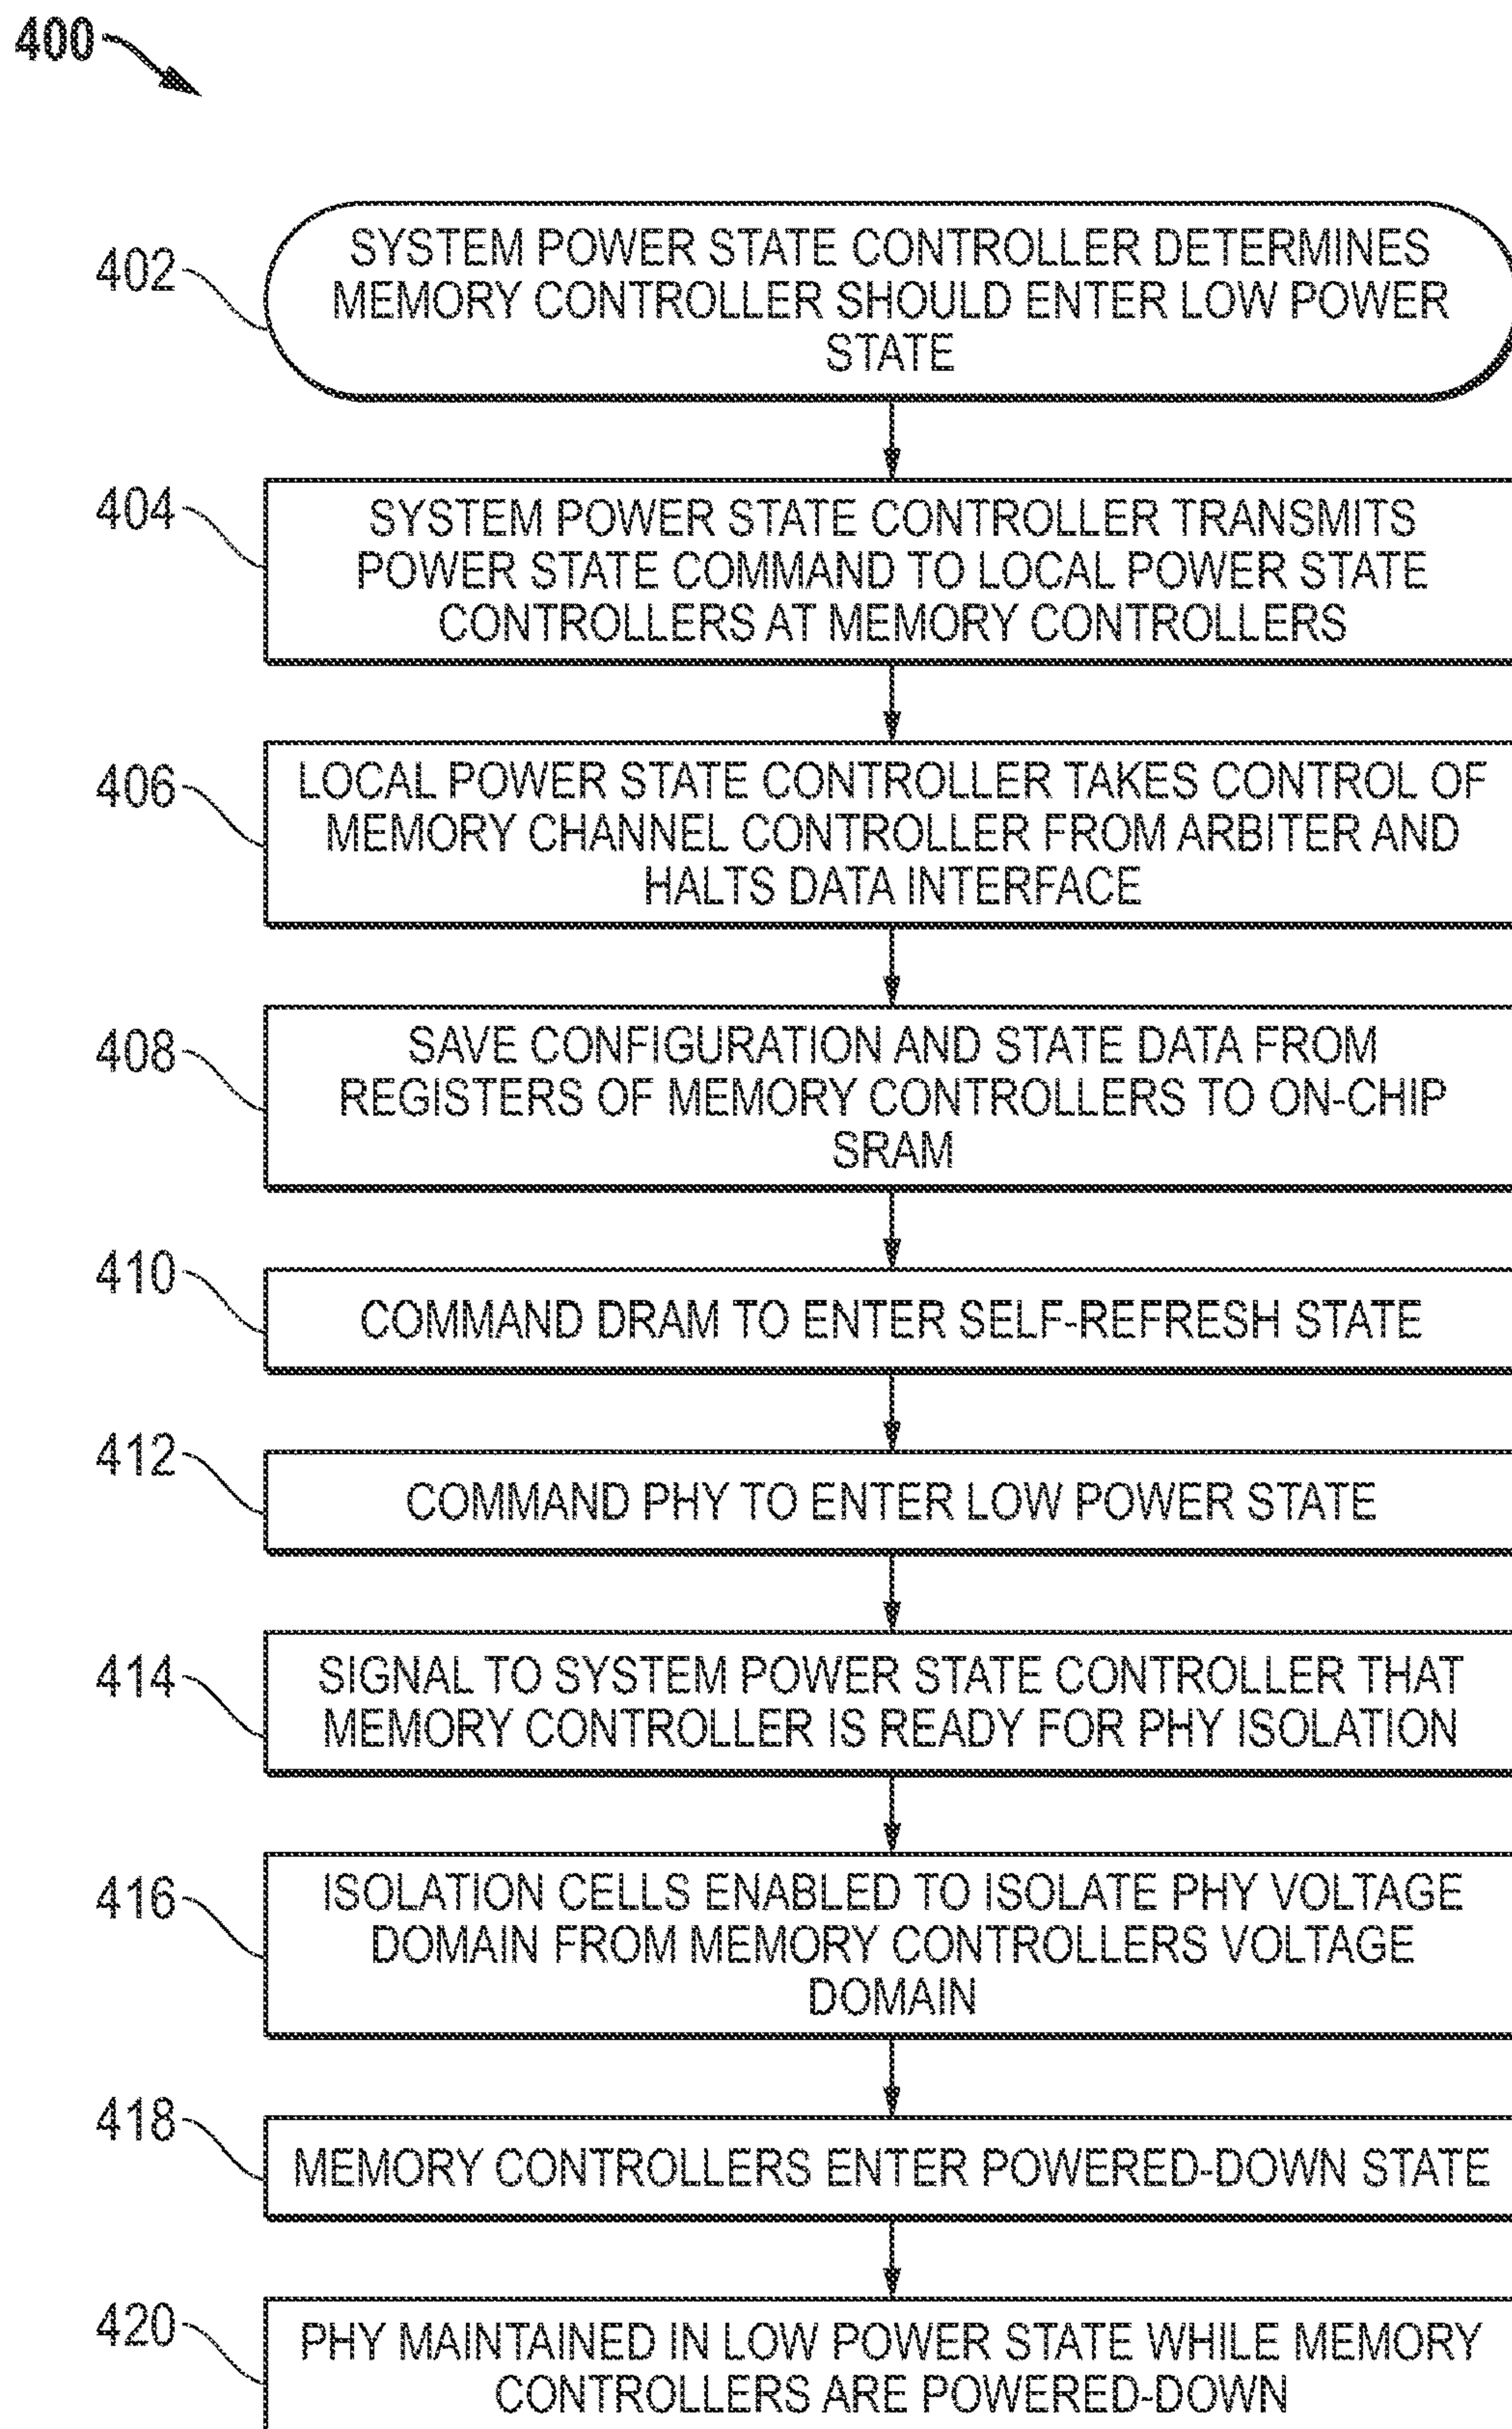 400
402
SYSTEM POWER STATE CONTROLLER DETERMINES
MEMORY CONTROLLER SHOULD ENTER LOW POWER
STATE
404
SYSTEM POWER STATE CONTROLLER TRANSMITS
POWER STATE COMMAND TO LOCAL POWER STATE
CONTROLLERS AT MEMORY CONTROLLERS
406
LOCAL POWER STATE CONTROLLER TAKES CONTROL OF
MEMORY CHANNEL CONTROLLER FROM ARBITER AND
HALTS DATA INTERFACE
408
SAVE CONFIGURATION AND STATE DATA FROM
REGISTERS OF MEMORY CONTROLLERS TO ON-CHIP
SRAM
410
COMMAND DRAM TO ENTER SELF-REFRESH STATE
412
COMMAND PHY TO ENTER LOW POWER STATE
414
SIGNAL TO SYSTEM POWER STATE CONTROLLER THAT
MEMORY CONTROLLER IS READY FOR PHY ISOLATION
416
ISOLATION CELLS ENABLED TO ISOLATE PHY VOLTAGE
DOMAIN FROM MEMORY CONTROLLERS VOLTAGE
DOMAIN
418
MEMORY CONTROLLERS ENTER POWERED-DOWN STATE
420
PHY MAINTAINED IN LOW POWER STATE WHILE MEMORY
CONTROLLERS ARE POWERED-DOWN